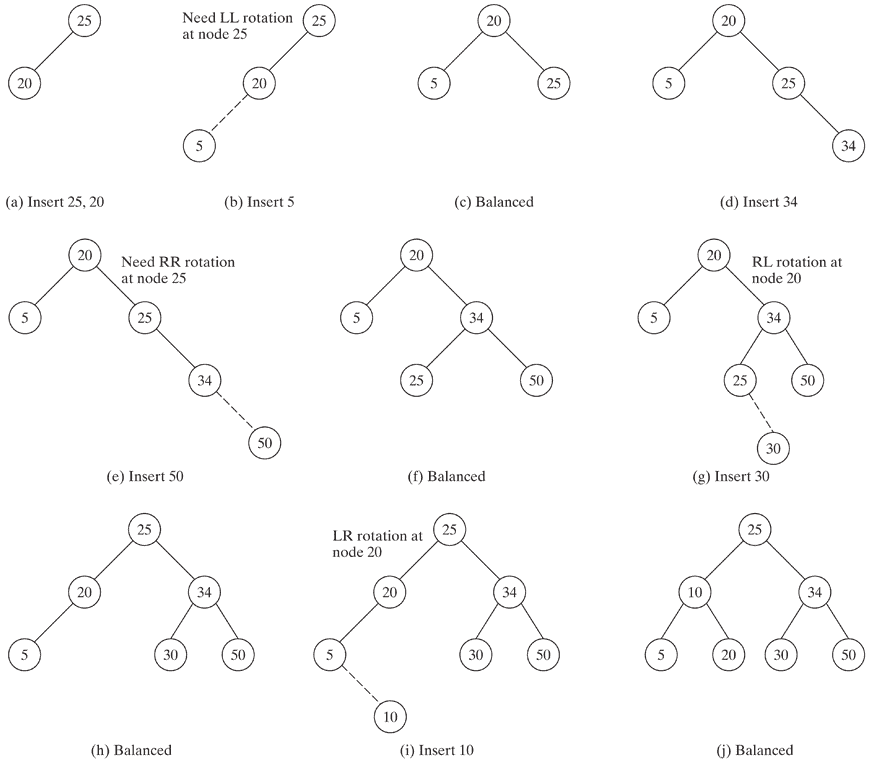 25
Need LL rotation
at node 25
25
20
20
20
20
5
25
5
25
5
34
(a) Insert 25, 20
(b) Insert 5
(c) Balanced
(d) Insert 34
20
Need RR rotation
at node 25
20
20
RL rotation at
node 20
5
25
5
34
5
34
34
25
50
25
50
50
30
(e) Insert 50
(f) Balanced
(g) Insert 30
25
LR rotation at
node 20
25
25
20
34
20
34
10
34
5
30
50
5
30
50
5
20
30
50
10
(h) Balanced
(i) Insert 10
(j) Balanced